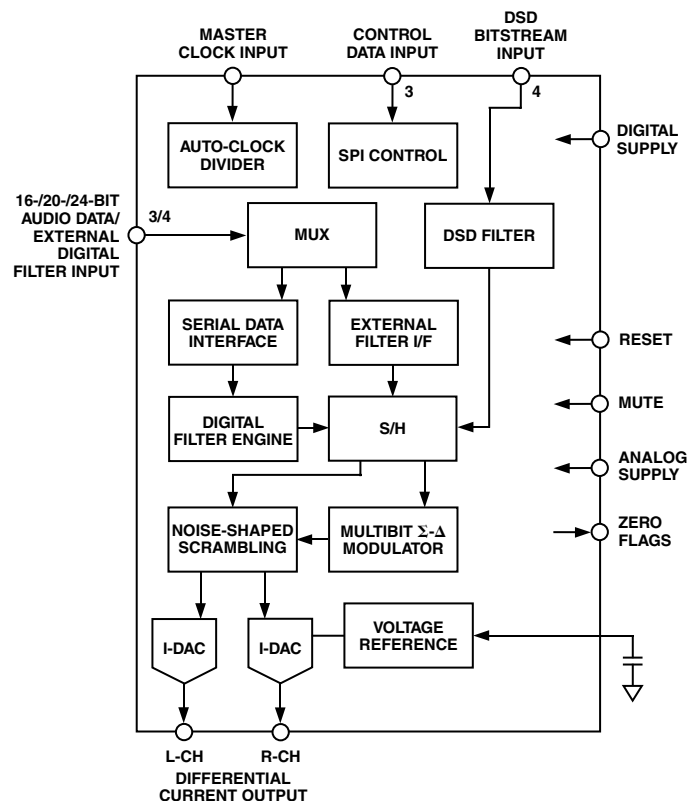 MASTER
CLOCK INPUT
CONTROL
DATA INPUT
DSD
BITSTREAM
INPUT
3
4
AUTO-CLOCK
DIVIDER
SPI CONTROL
DIGITAL
SUPPLY
16-/20-/24-BIT
AUDIO DATA/
EXTERNAL
DIGITAL
FILTER INPUT
3/4
MUX
DSD FILTER
SERIAL DATA
INTERFACE
EXTERNAL
FILTER I/F
RESET
DIGITAL
FILTER ENGINE
S/H
MUTE
ANALOG
SUPPLY
NOISE-SHAPED
SCRAMBLING
MULTIBIT Σ-Δ
MODULATOR
ZERO
FLAGS
I-DAC
I-DAC
VOLTAGE
REFERENCE
L-CH
R-CH
DIFFERENTIAL
CURRENT OUTPUT